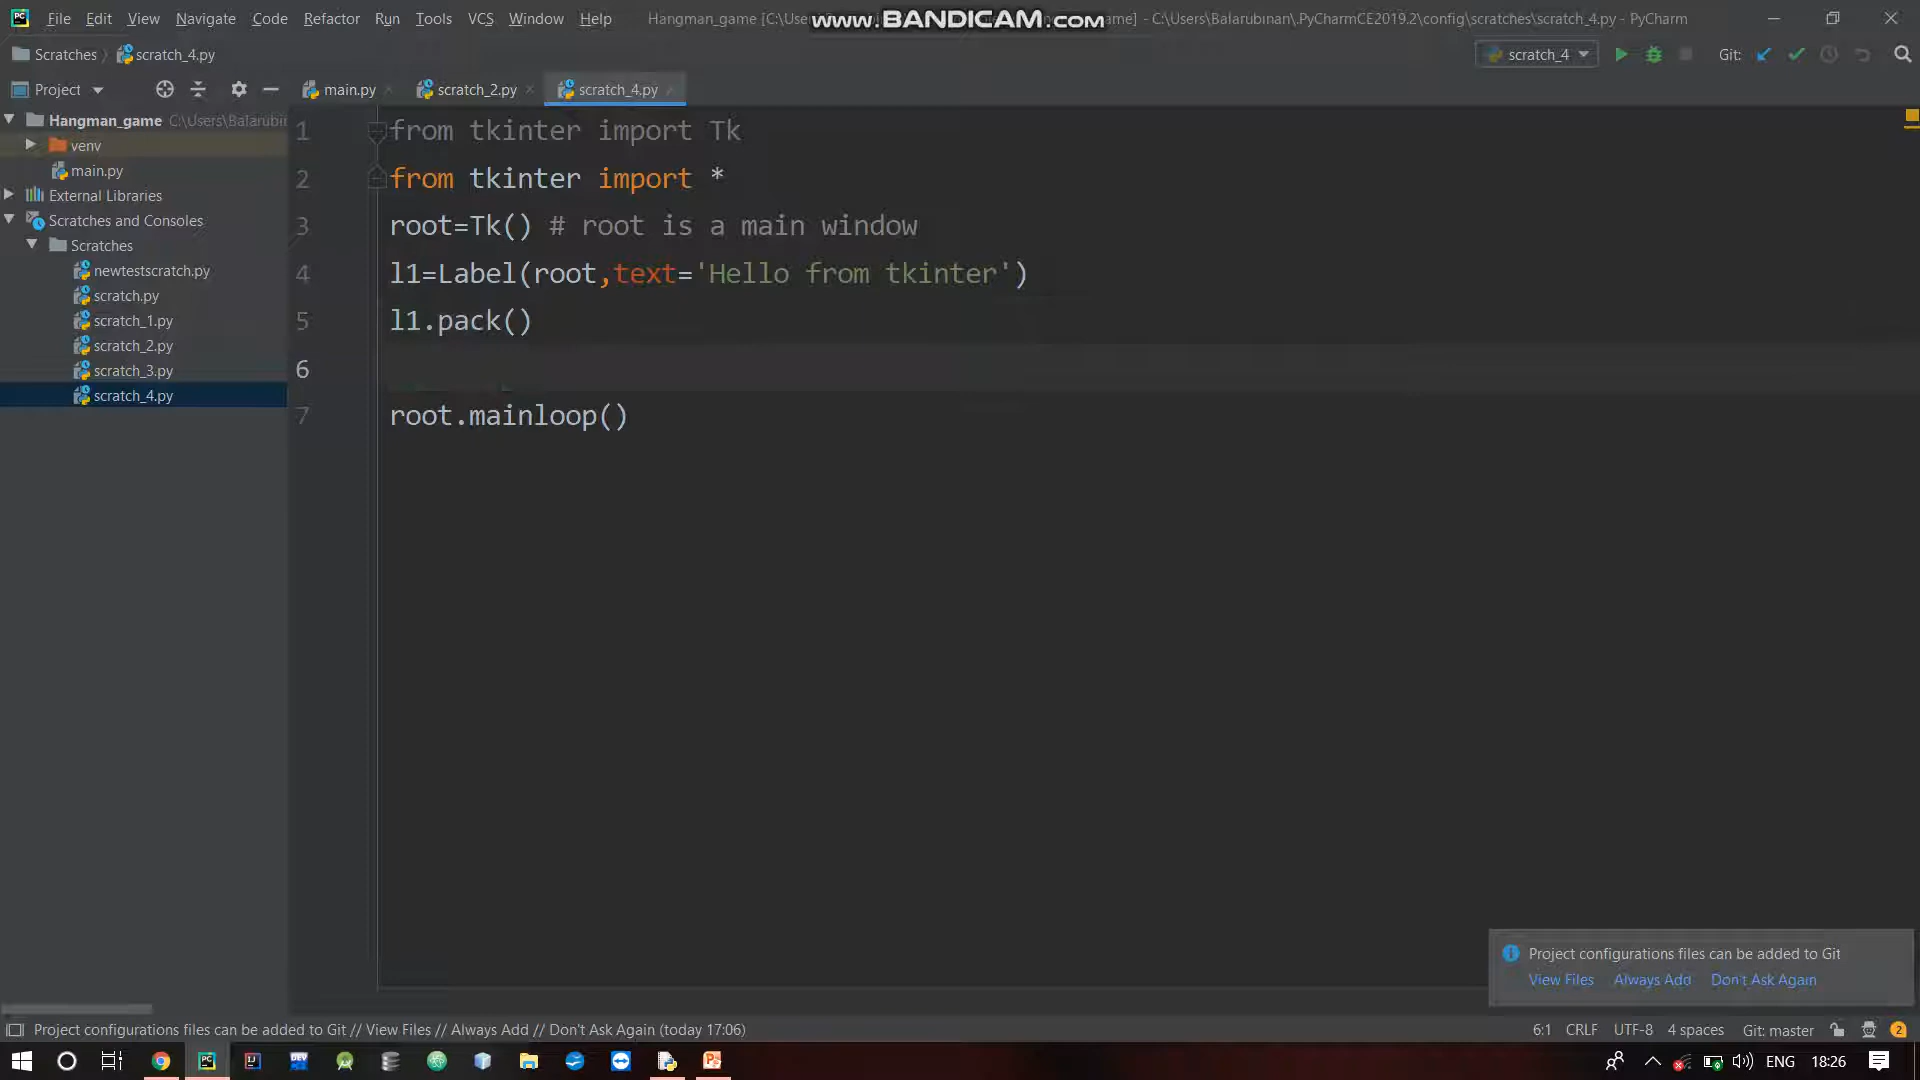 File Edit View Navigate Code Refactor Run Tools VCS Window Help Hangman_game [C:\Use www.BANDICAM.com ame] - C:\Users\Balarubinan\.PyCharmCE2019.2\config\scratches\scratch_4.py - PyCharm
Scratches scratch_4.py scratch_4 Git:
Project main.py scratch_2.py scratch_4.py
Hangman_game C:\Users\Balarubin
venv
main.py
External Libraries
Scratches and Consoles
Scratches
newtestscratch.py
scratch.py
scratch_1.py
scratch_2.py
scratch_3.py
scratch_4.py
1 from tkinter import Tk
2 from tkinter import *
3 root=Tk() # root is a main window
4 l1=Label(root,text='Hello from tkinter')
5 l1.pack()
6
7 root.mainloop()
Project configurations files can be added to Git
View Files Always Add Don't Ask Again
Project configurations files can be added to Git // View Files // Always Add // Don't Ask Again (today 17:06) 6:1 CRLF UTF-8 4 spaces Git: master 2
ENG 18:26